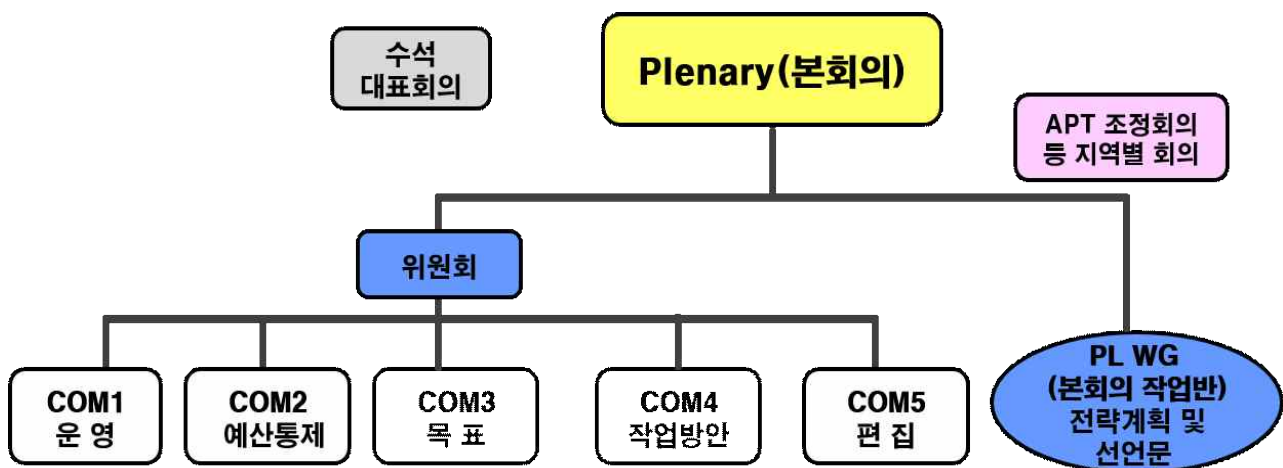 수석
대표회의
Plenary(본회의)
APT 조정회의
등 지역별 회의
위원회
COM1
운 영
COM2
예산통제
COM3
목 표
COM4
작업방안
COM5
편 집
PL WG
(본회의 작업반)
전략계획 및
선언문